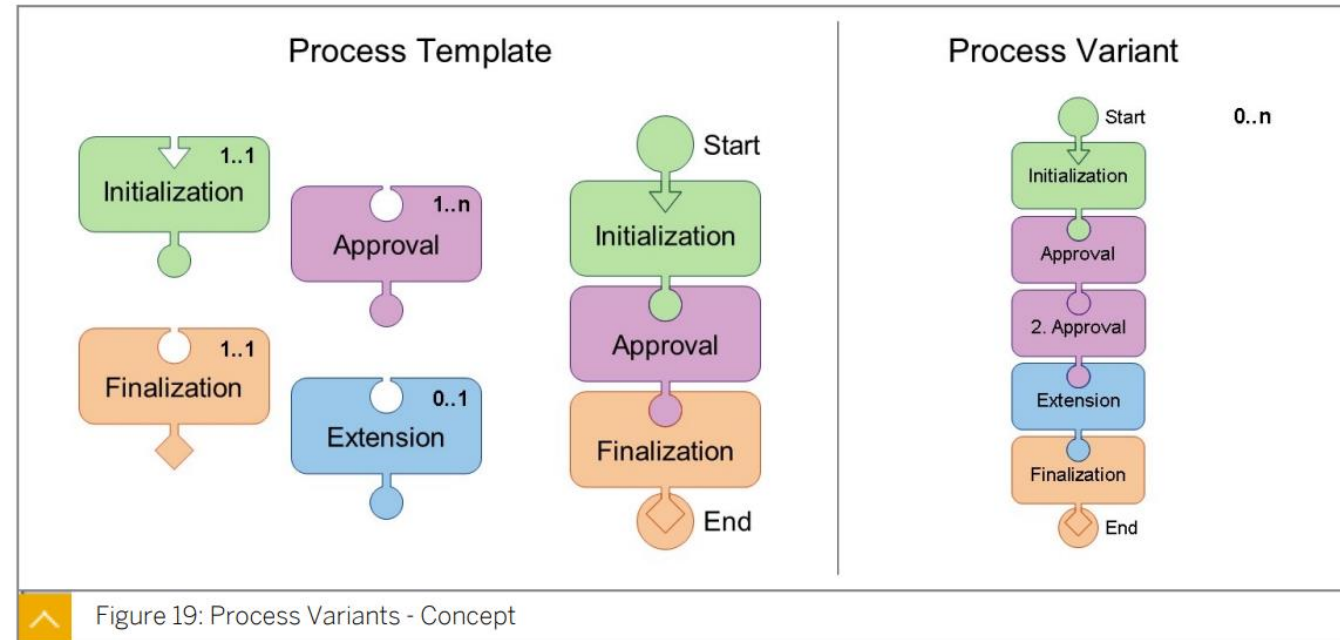 Process Template
1..1
Initialization
1..n
Approval
1..1
Finalization
0..1
Extension
Start
Initialization
Approval
Finalization
End
Process Variant
Start
0..n
Initialization
Approval
2. Approval
Extension
Finalization
End
Figure 19: Process Variants - Concept